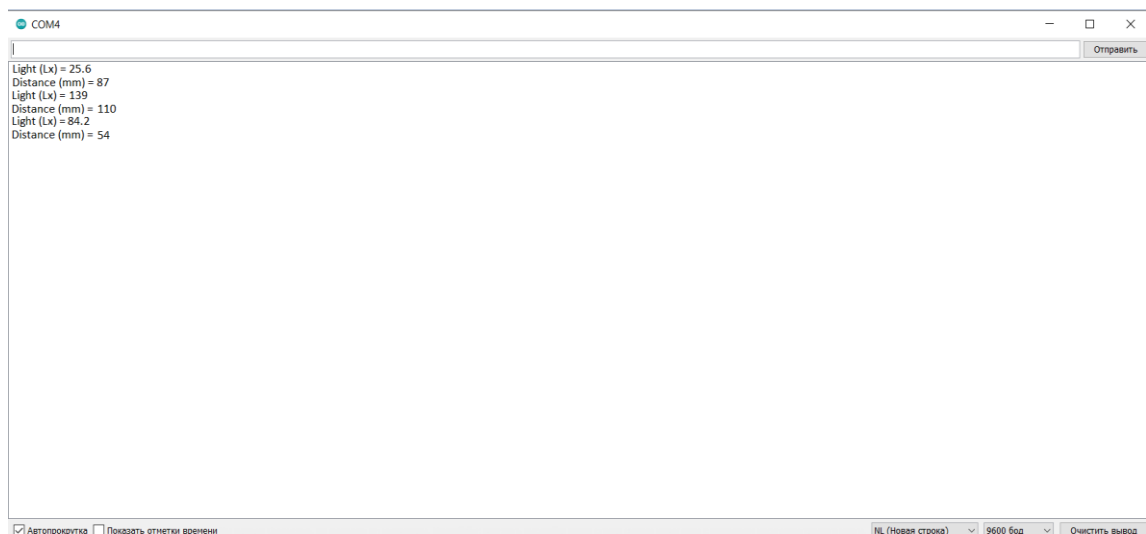 COM4
Отправить
Light (Lx) = 25.6
Distance (mm) = 87
Light (Lx) = 139
Distance (mm) = 110
Light (Lx) = 84.2
Distance (mm) = 54
Автопрокрутка Показать отметки времени NL (Новая строка) 9600 бод Очистить вывод